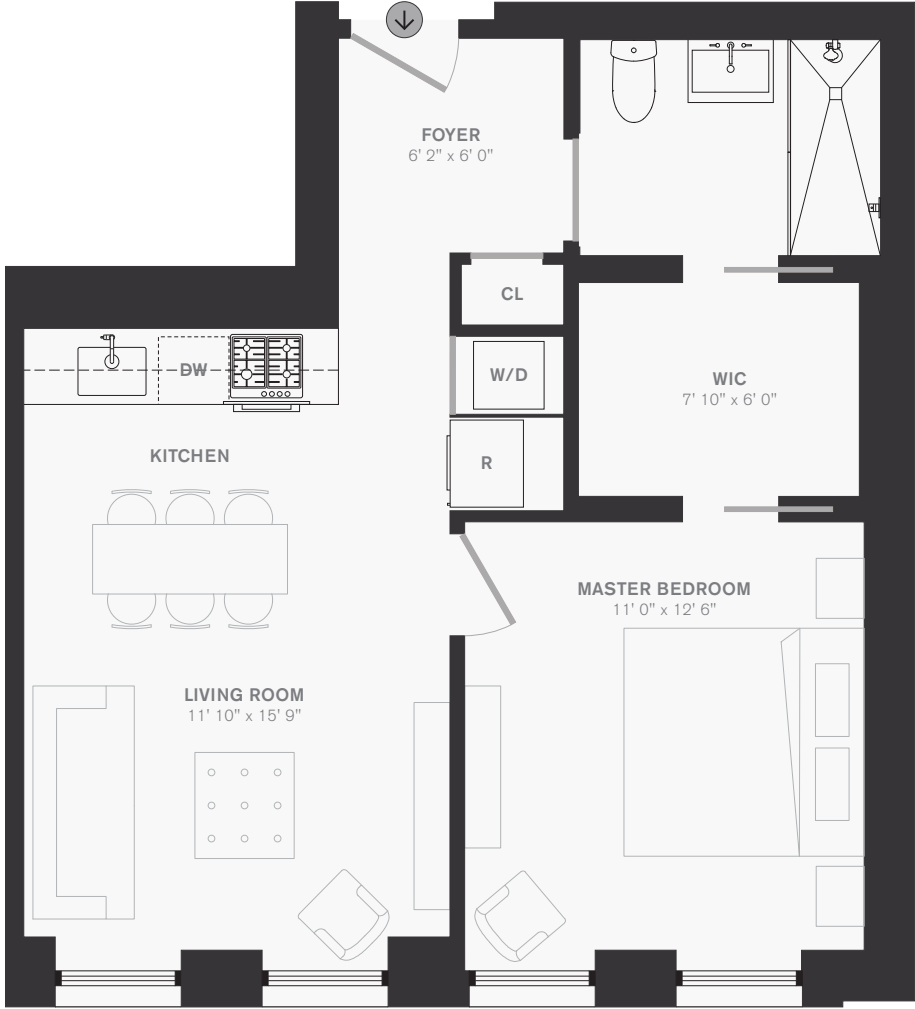 FOYER
6' 2" x 6' 0"
CL
DW
W/D
WIC
7' 10" x 6' 0"
KITCHEN
R
MASTER BEDROOM
11' 0" x 12' 6"
LIVING ROOM
11' 10" x 15' 9"